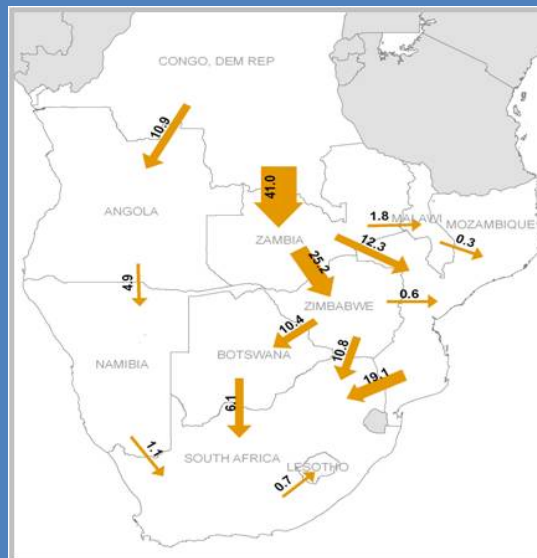 CONGO, DEM REP
10.9
41.0
ANGOLA
1.8
MALAWI
MOZAMBIQUE
ZAMBIA
12.3
0.3
25.2
4.9
0.6
ZIMBABWE
10.4
10.8
BOTSWANA
NAMIBIA
19.1
6.1
1.1
SOUTH AFRICA
LESOTHO
0.7